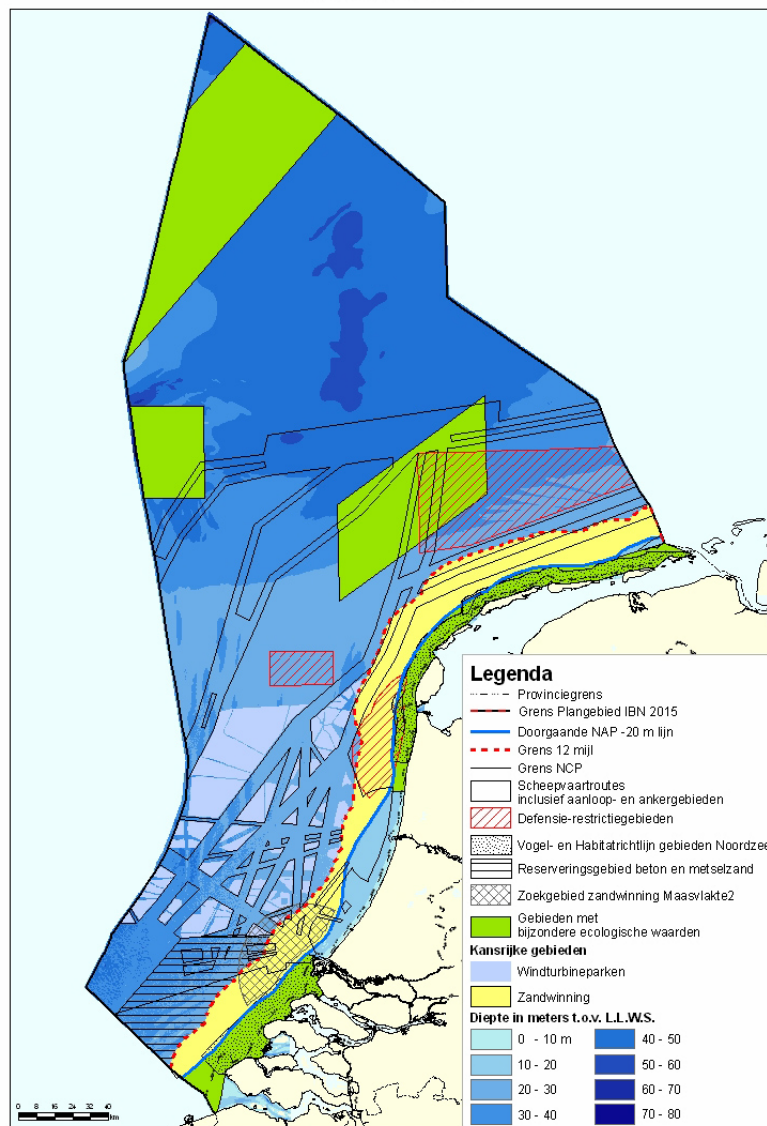 Legenda
Provinciegrens
Grens Plangebied IBN 2015
Doorgaande NAP -20 m lijn
Grens 12 mijl
Grens NCP
Scheepvaartroutes
inclusief aanloop- en ankergebieden
Defensie-restrictiegebieden
Vogel- en Habitatrichtlijn gebieden Noordzee
Reserveringsgebied beton en metselzand
Zoekgebied zandwinning Maasvlakte2
Gebieden met
bijzondere ecologische waarden
Kansrijke gebieden
Windturbineparken
Zandwinning
Diepte in meters t.o.v. L.L.W.S.
0 - 10 m
10 - 20
20 - 30
30 - 40
40 - 50
50 - 60
60 - 70
70 - 80
0 8 16 24 32 40
km